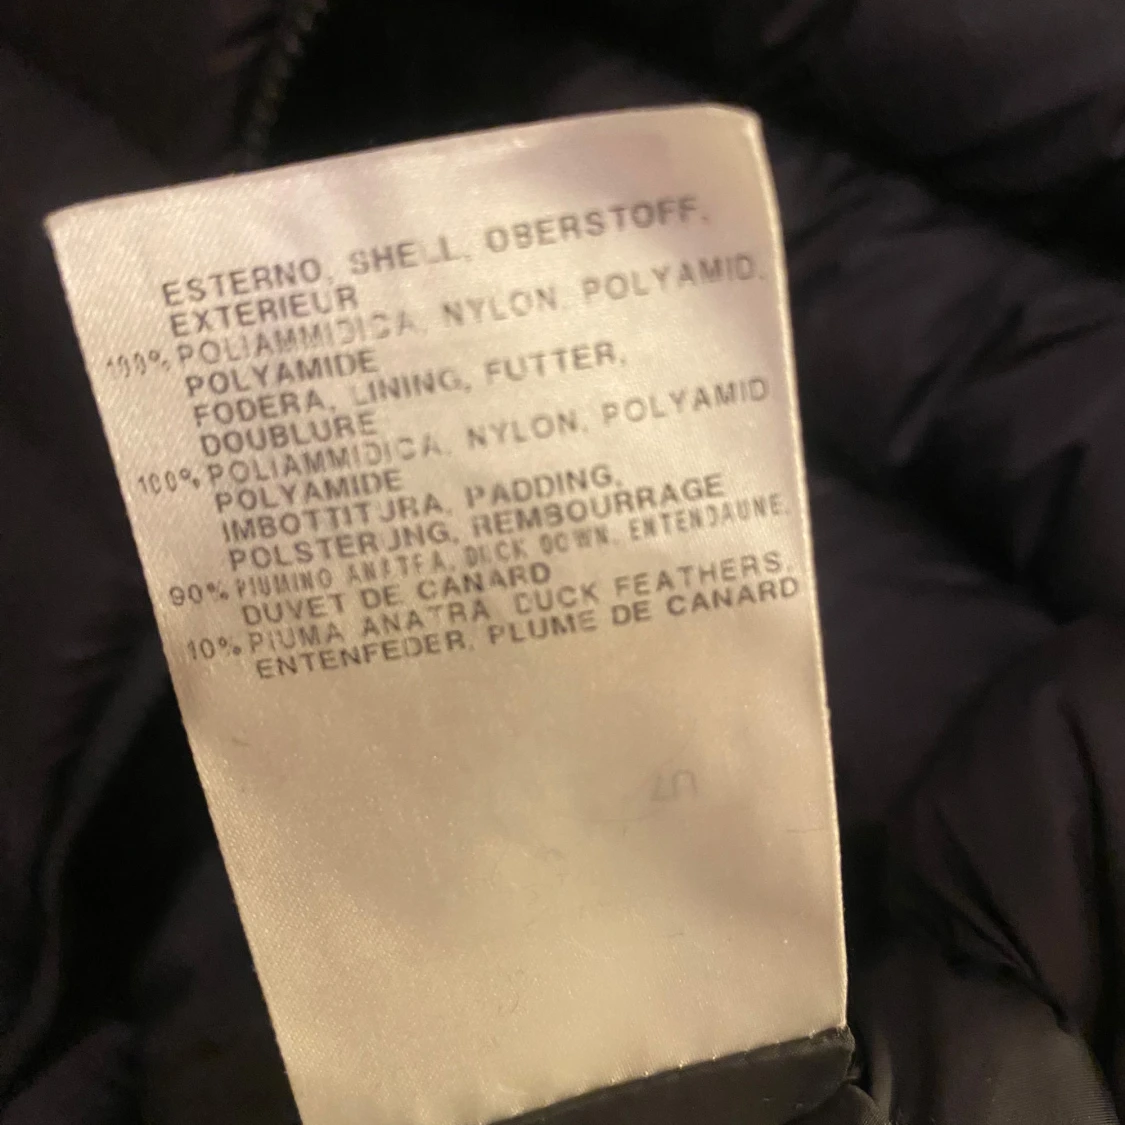 ESTERNO, SHELL, OBERSTOFF,
EXTERIEUR
100% POLIAMMIDICA, NYLON, POLYAMID,
POLYAMIDE
FODERA, LINING, FUTTER,
DOUBLURE
100% POLIAMMIDICA, NYLON, POLYAMID
POLYAMIDE
IMBOTTITURA, PADDING,
POLSTERUNG, REMBOURRAGE
90% PIUMINO ANATRA, DUCK DOWN, ENTENDAUNE,
DUVET DE CANARD
10% PIUMA ANATRA, DUCK FEATHERS,
ENTENFEDER, PLUME DE CANARD